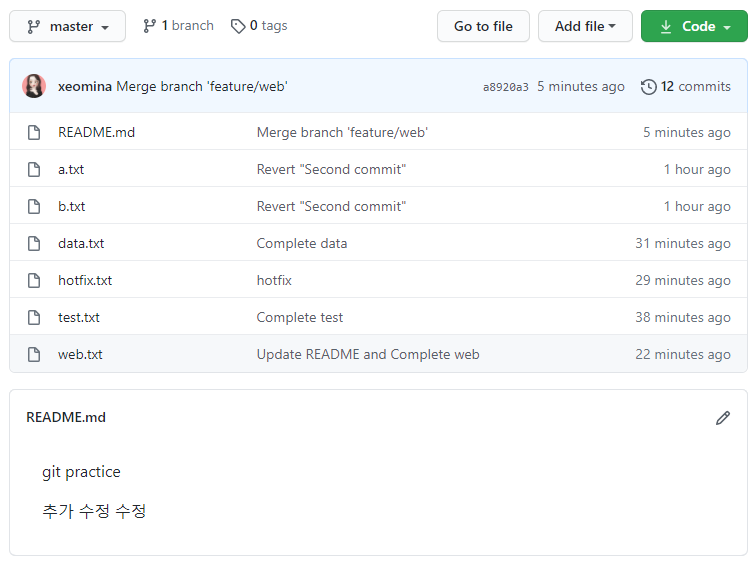 master 1 branch 0 tags Go to file Add file Code
xeomina Merge branch 'feature/web' a8920a3 5 minutes ago 12 commits
README.md Merge branch 'feature/web' 5 minutes ago
a.txt Revert "Second commit" 1 hour ago
b.txt Revert "Second commit" 1 hour ago
data.txt Complete data 31 minutes ago
hotfix.txt hotfix 29 minutes ago
test.txt Complete test 38 minutes ago
web.txt Update README and Complete web 22 minutes ago
README.md
git practice
추가 수정 수정